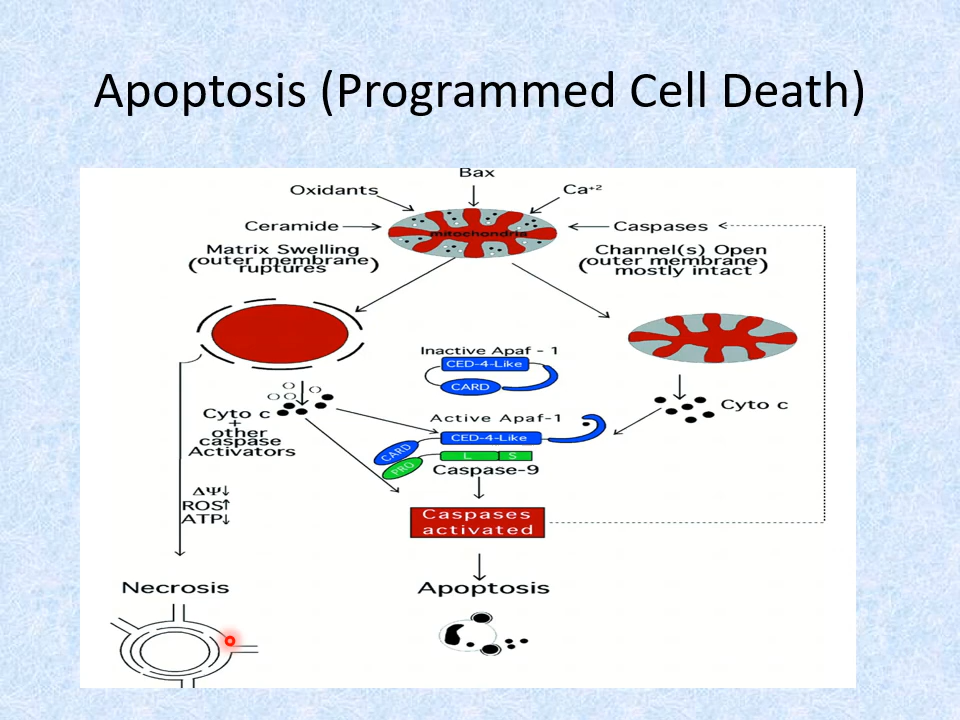 Apoptosis (Programmed Cell Death)
Bax
Oxidants
Ca+2
Ceramide
mitochondria
Caspases
Matrix Swelling
(outer membrane)
ruptures
Channel(s) Open
(outer membrane)
mostly intact
Inactive Apaf - 1
CED-4-Like
CARD
Cyto c
+
other
caspase
Activators
Active Apaf-1
CED-4-Like
CARD
PRO
L S
Caspase-9
Cyto c
ΔΨ↓
ROS↑
ATP↓
Caspases
activated
Necrosis
Apoptosis